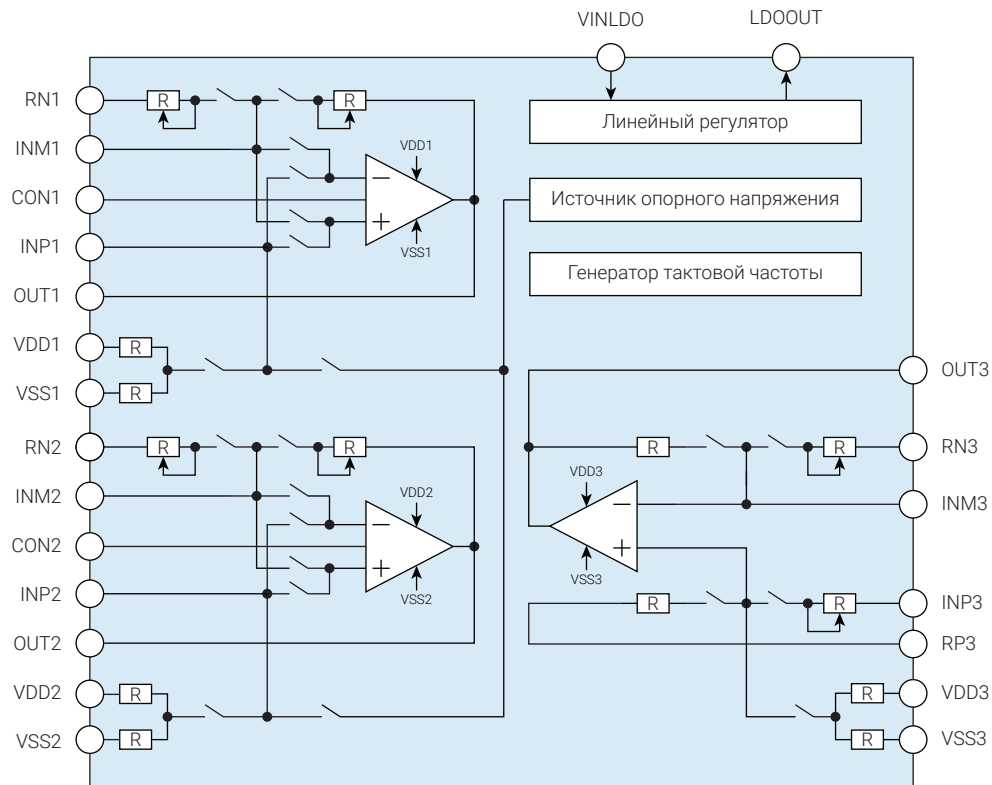 VINLDO
LDOOUT
Линейный регулятор
Источник опорного напряжения
Генератор тактовой частоты
RN1
R
R
INM1
VDD1
−
CON1
+
INP1
VSS1
OUT1
VDD1
R
VSS1
R
RN2
R
R
INM2
VDD2
−
CON2
+
INP2
VSS2
OUT2
VDD2
R
VSS2
R
OUT3
R
R
RN3
VDD3
−
INM3
+
VSS3
R
R
INP3
RP3
R
VDD3
R
VSS3